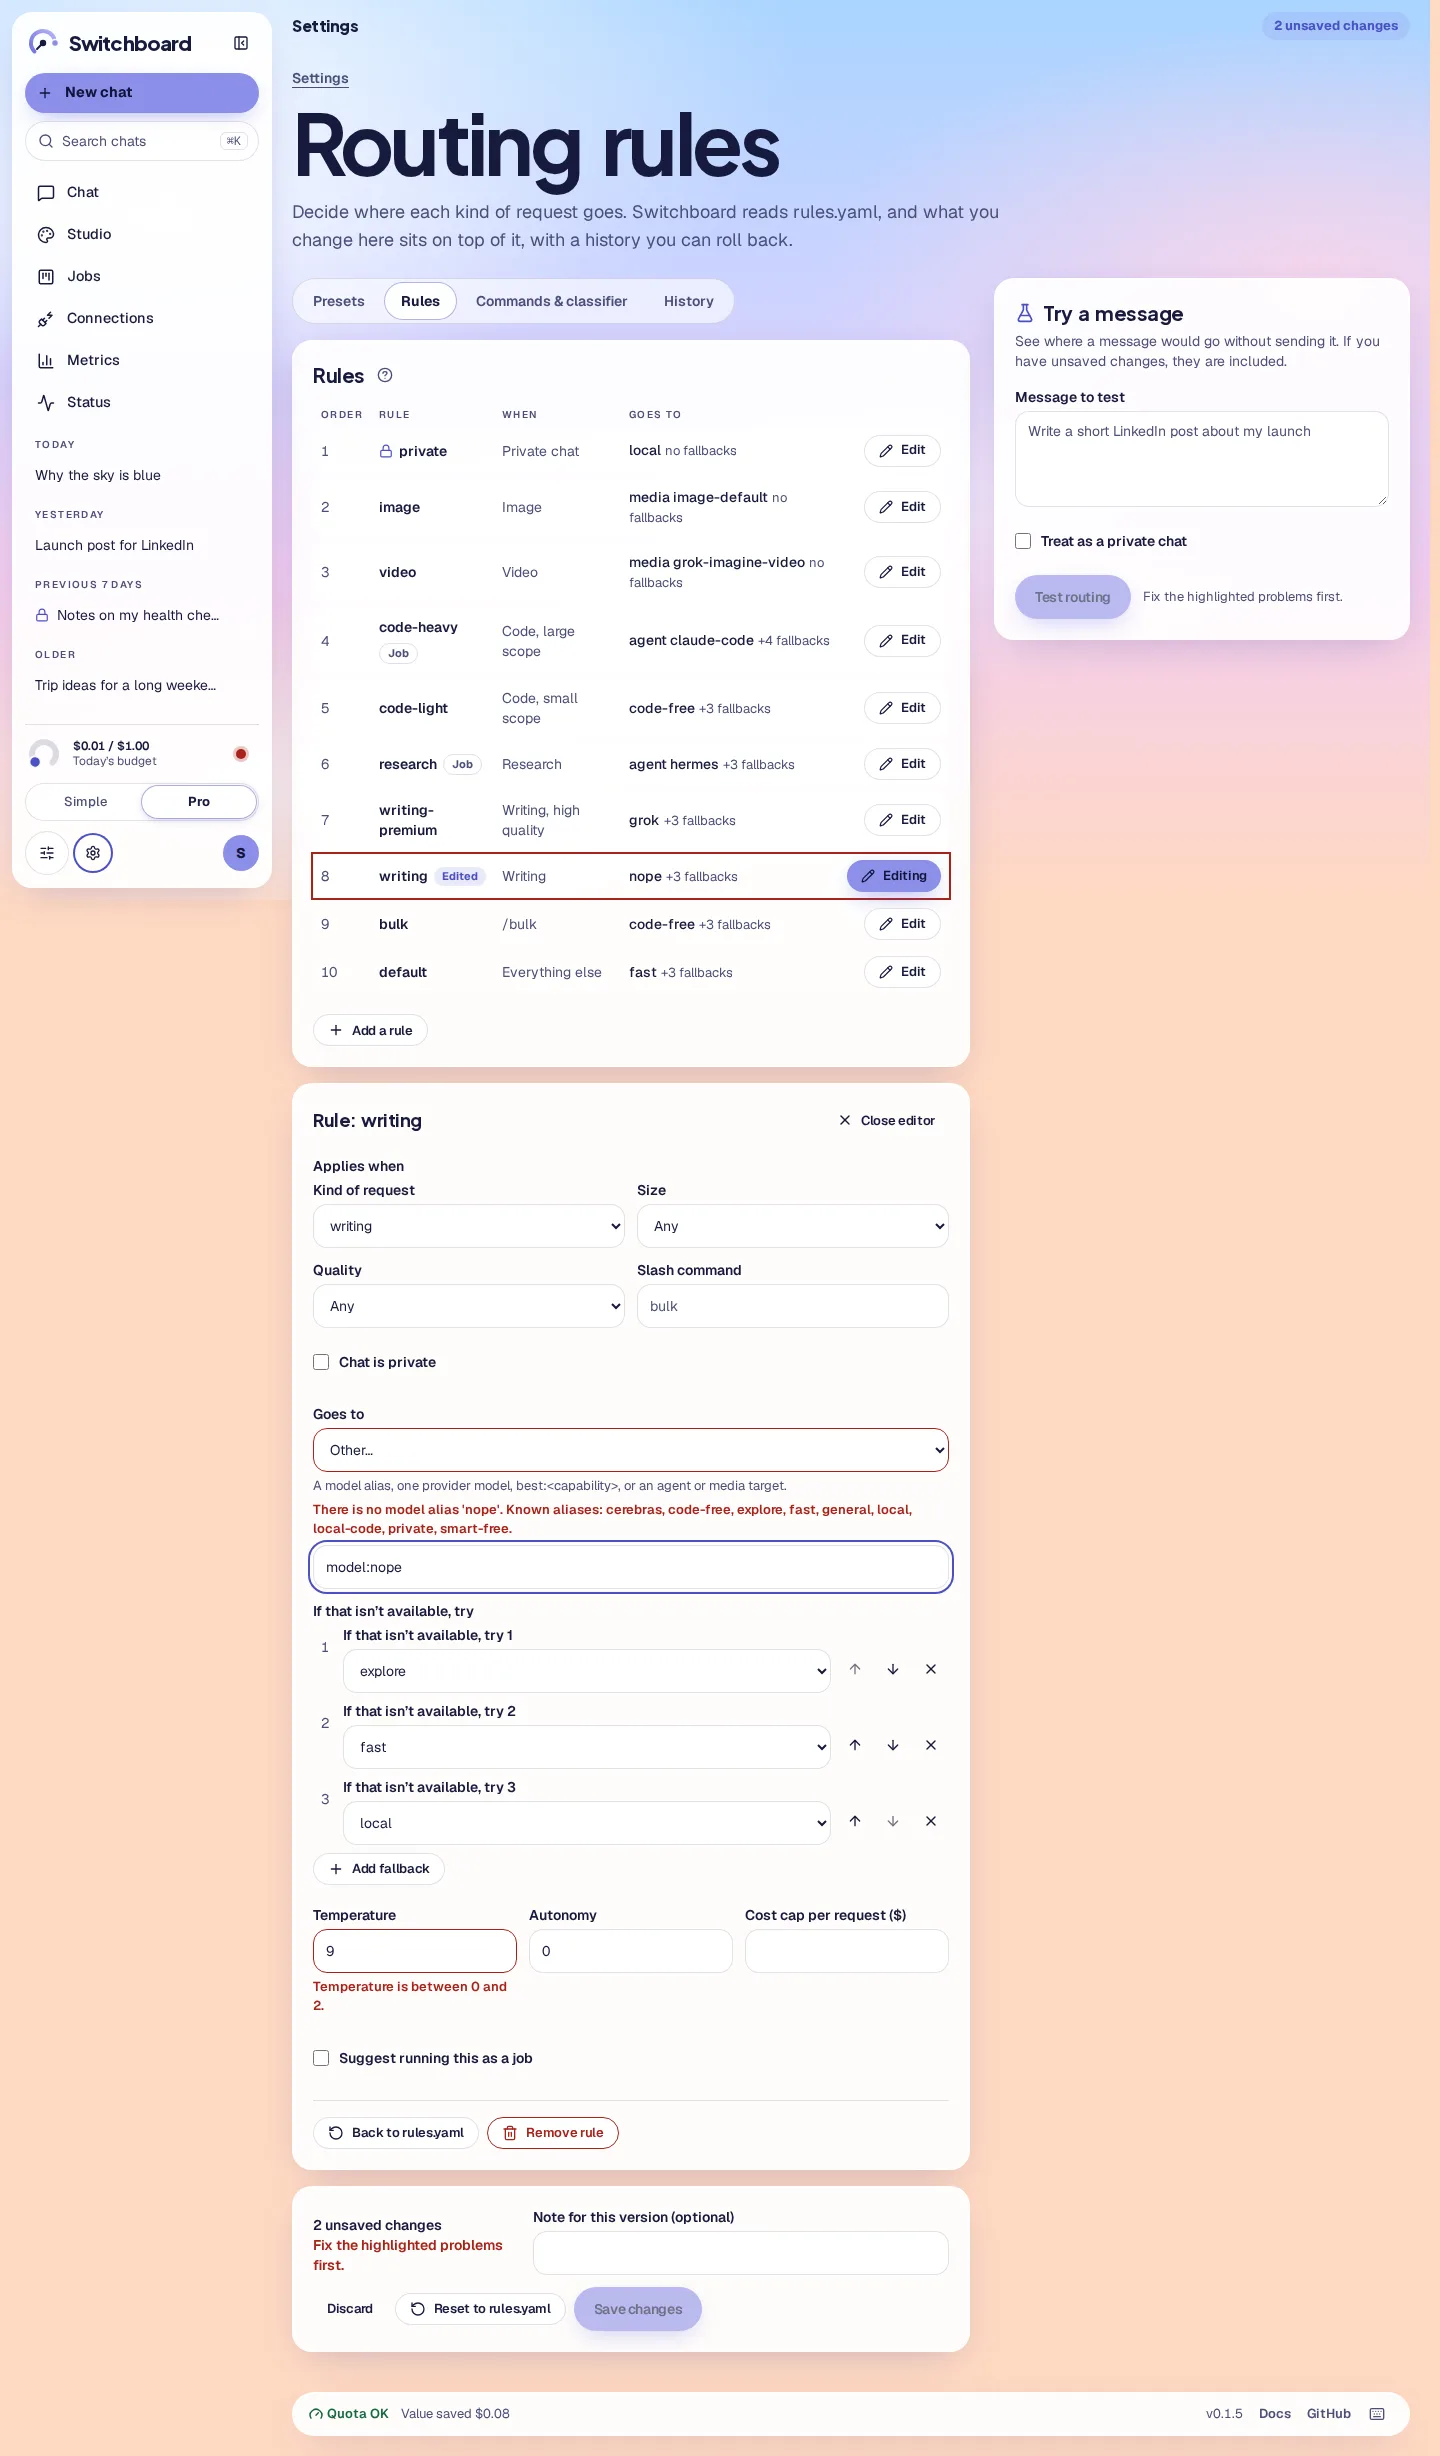 Switchboard
New chat
Search chats ⌘K
Chat
Studio
Jobs
Connections
Metrics
Status
TODAY
Why the sky is blue
YESTERDAY
Launch post for LinkedIn
PREVIOUS 7 DAYS
Notes on my health che...
OLDER
Trip ideas for a long weeke...
$0.01 / $1.00
Today's budget
Simple Pro
S
Settings
2 unsaved changes
Settings
Routing rules
Decide where each kind of request goes. Switchboard reads rules.yaml, and what you
change here sits on top of it, with a history you can roll back.
Presets Rules Commands & classifier History
Rules
ORDER RULE WHEN GOES TO
1 private Private chat local no fallbacks Edit
2 image Image media image-default no
fallbacks Edit
3 video Video media grok-imagine-video no
fallbacks Edit
4 code-heavy Job Code, large
scope agent claude-code +4 fallbacks Edit
5 code-light Code, small
scope code-free +3 fallbacks Edit
6 research Job Research agent hermes +3 fallbacks Edit
7 writing-
premium Writing, high
quality grok +3 fallbacks Edit
8 writing Edited Writing nope +3 fallbacks Editing
9 bulk /bulk code-free +3 fallbacks Edit
10 default Everything else fast +3 fallbacks Edit
Add a rule
Try a message
See where a message would go without sending it. If you
have unsaved changes, they are included.
Message to test
Write a short LinkedIn post about my launch
Treat as a private chat
Test routing Fix the highlighted problems first.
Rule: writing
Close editor
Applies when
Kind of request Size
writing Any
Quality Slash command
Any bulk
Chat is private
Goes to
Other...
A model alias, one provider model, best:<capability>, or an agent or media target.
There is no model alias 'nope'. Known aliases: cerebras, code-free, explore, fast, general, local,
local-code, private, smart-free.
model:nope
If that isn't available, try
1 If that isn't available, try 1
explore
2 If that isn't available, try 2
fast
3 If that isn't available, try 3
local
Add fallback
Temperature Autonomy Cost cap per request ($)
9 0
Temperature is between 0 and
2.
Suggest running this as a job
Back to rules.yaml Remove rule
2 unsaved changes
Fix the highlighted problems
first.
Note for this version (optional)
Discard Reset to rules.yaml Save changes
Quota OK Value saved $0.08
v0.1.5 Docs GitHub